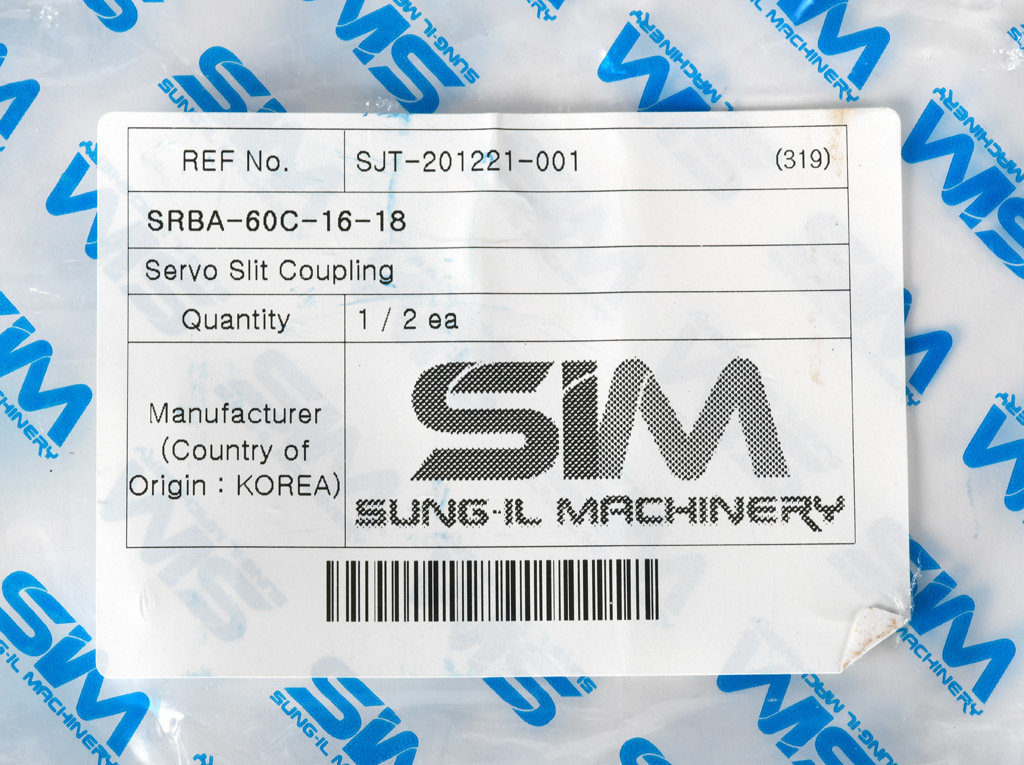 REF No. SJT-201221-001 (319)
SRBA-60C-16-18
Servo Slit Coupling
Quantity 1 / 2 ea
Manufacturer
(Country of
Origin : KOREA)
SIM
SUNG-IL MACHINERY